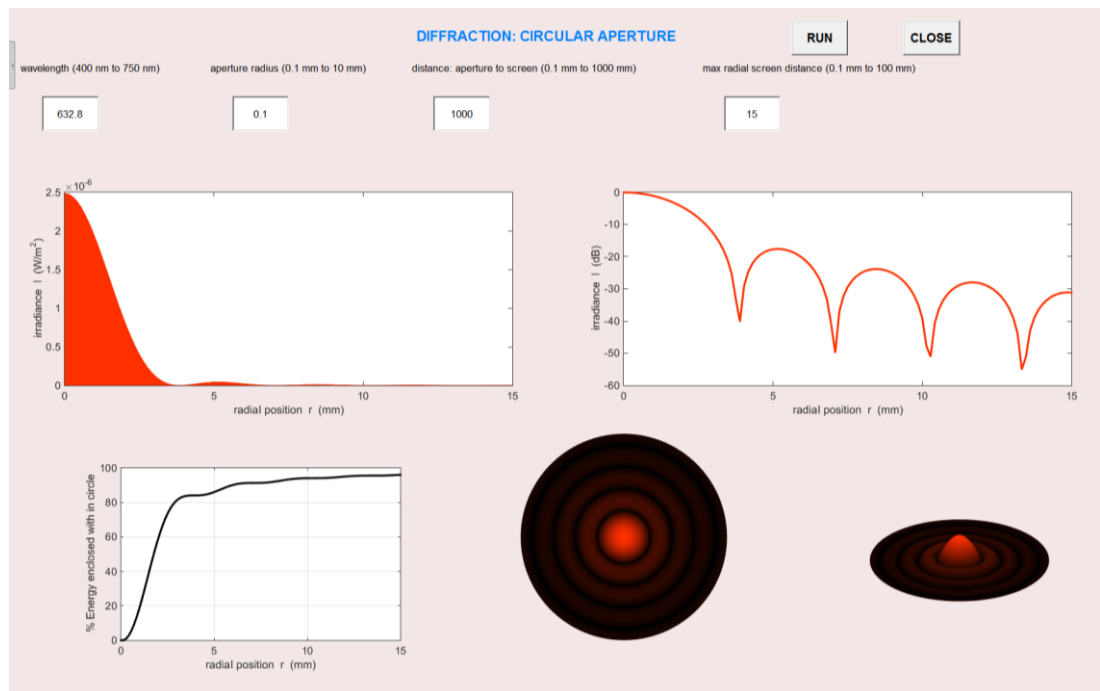 DIFFRACTION: CIRCULAR APERTURE
RUN
CLOSE
wavelength (400 nm to 750 nm)
aperture radius (0.1 mm to 10 mm)
distance: aperture to screen (0.1 mm to 1000 mm)
max radial screen distance (0.1 mm to 100 mm)
632.8
0.1
1000
15
×10⁻⁶
2.5
2
1.5
1
0.5
0
irradiance I (W/m²)
0 5 10 15
radial position r (mm)
0
-10
-20
-30
-40
-50
-60
irradiance I (dB)
0 5 10 15
radial position r (mm)
100
80
60
40
20
0
% Energy enclosed with in circle
0 5 10 15
radial position r (mm)